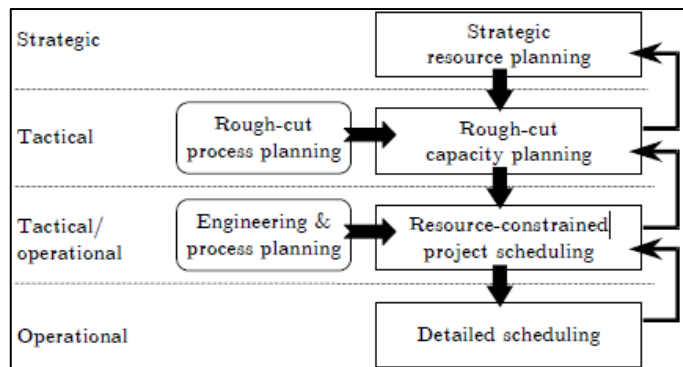 Strategic
Strategic
resource planning
Tactical
Rough-cut
process planning
Rough-cut
capacity planning
Tactical/
operational
Engineering &
process planning
Resource-constrained
project scheduling
Operational
Detailed scheduling